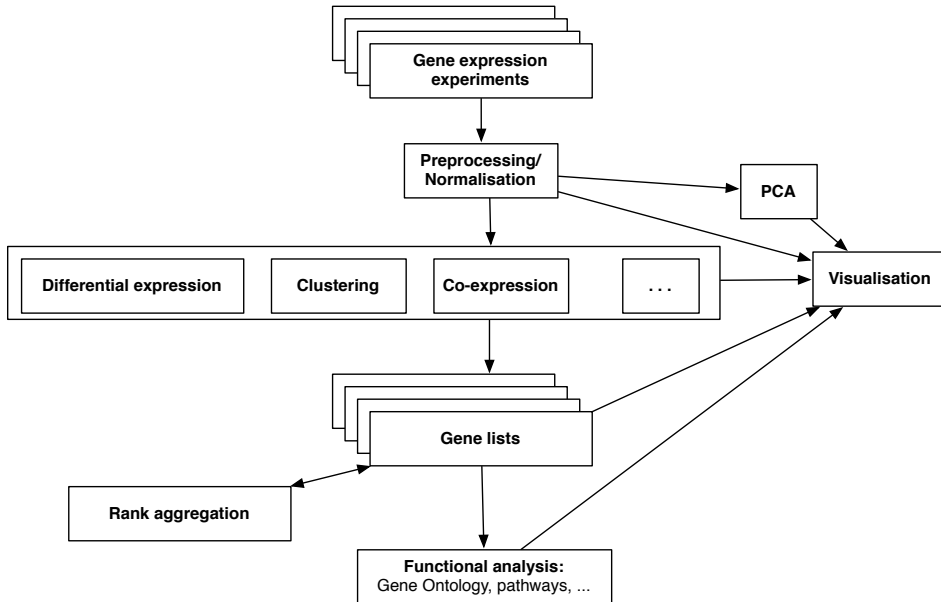 Gene expression
experiments
Preprocessing/
Normalisation
PCA
Differential expression
Clustering
Co-expression
. . .
Visualisation
Gene lists
Rank aggregation
Functional analysis:
Gene Ontology, pathways, ...